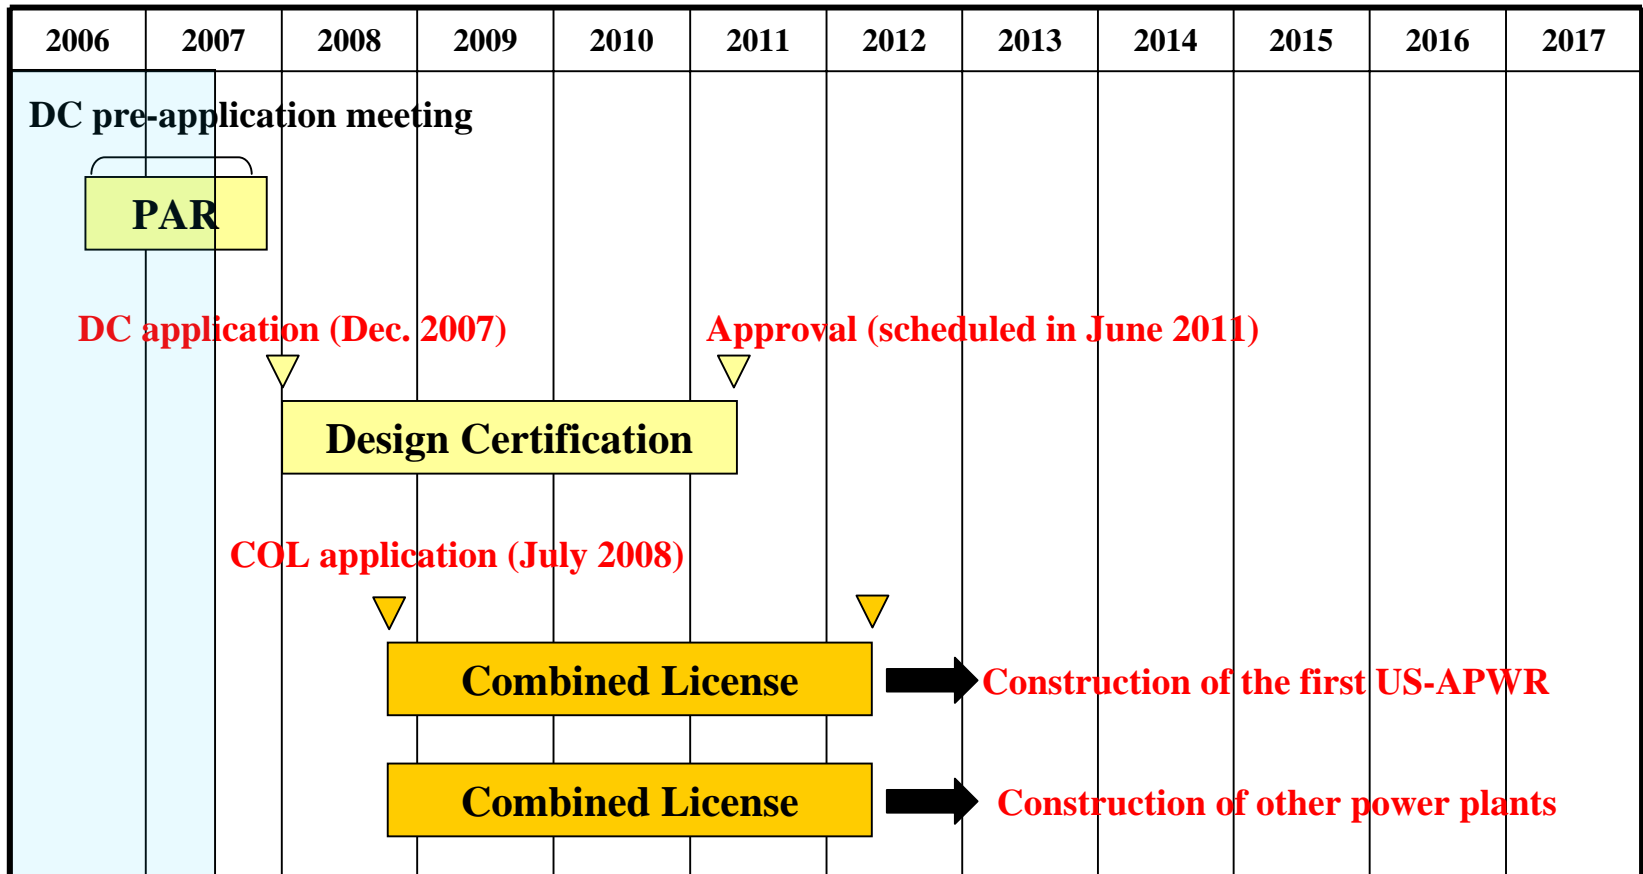 2006 2007 2008 2009 2010 2011 2012 2013 2014 2015 2016 2017
DC pre-application meeting
PAR
DC application (Dec. 2007) Approval (scheduled in June 2011)
Design Certification
COL application (July 2008)
Combined License Construction of the first US-APWR
Combined License Construction of other power plants